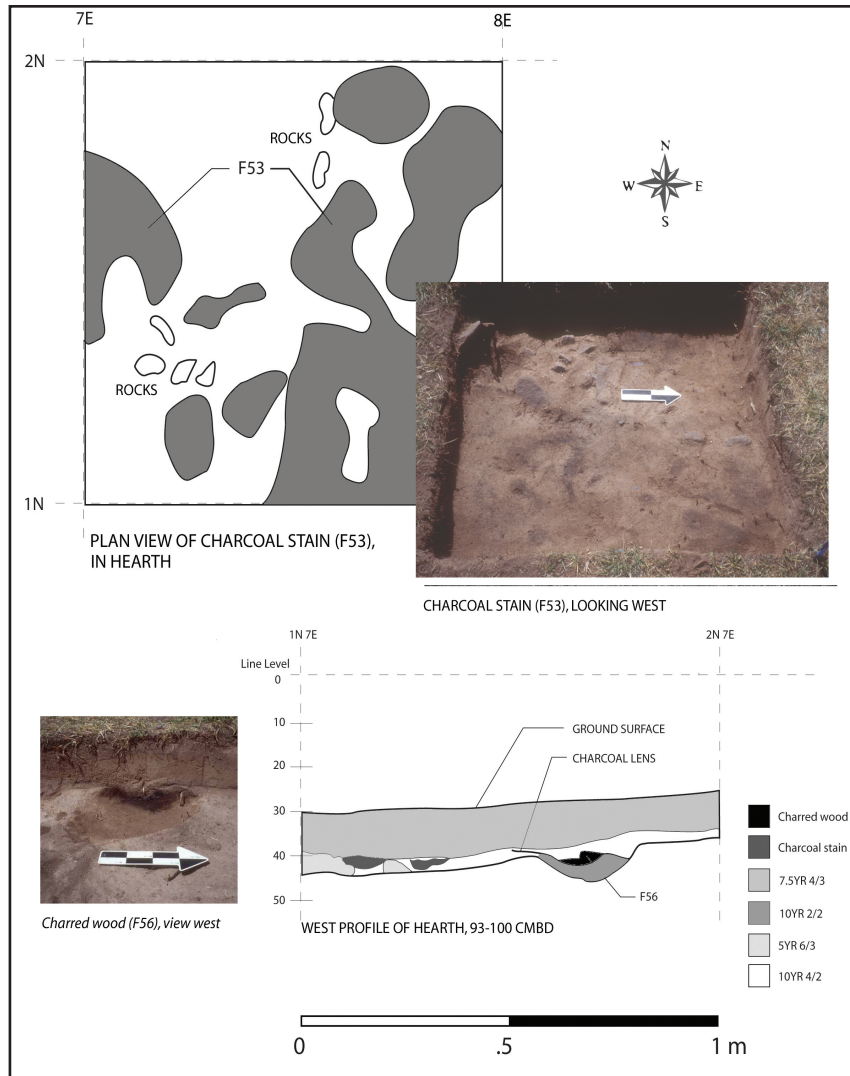 7E
8E
2N
ROCKS
F53
N
W
E
S
ROCKS
1N
PLAN VIEW OF CHARCOAL STAIN (F53),
IN HEARTH
CHARCOAL STAIN (F53), LOOKING WEST
1N 7E
2N 7E
Line Level
0
10
20
30
40
50
GROUND SURFACE
CHARCOAL LENS
F56
WEST PROFILE OF HEARTH, 93-100 CMBD
Charred wood (F56), view west
Charred wood
Charcoal stain
7.5YR 4/3
10YR 2/2
5YR 6/3
10YR 4/2
0
.5
1 m